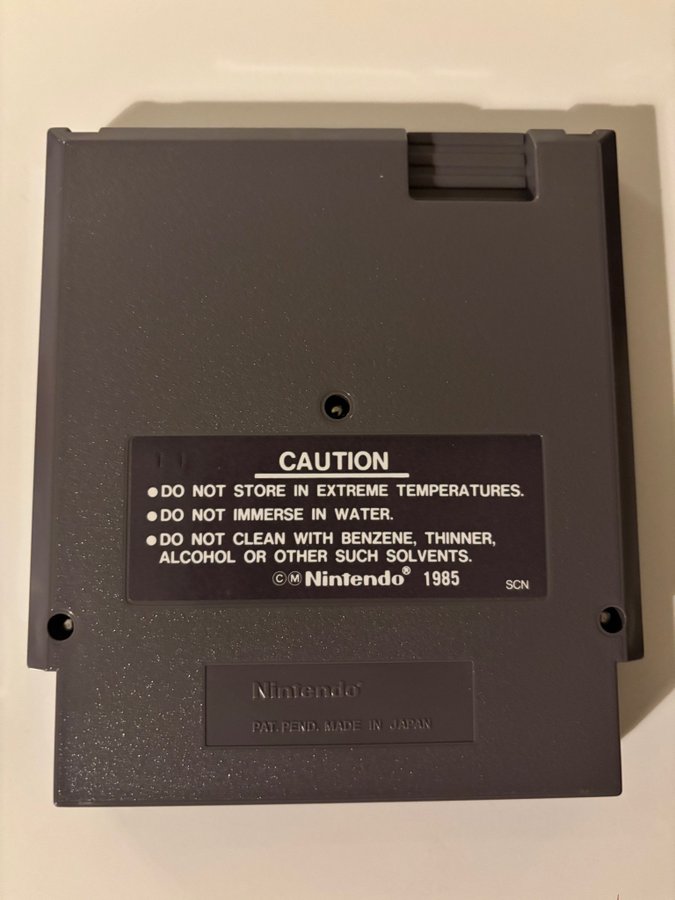 CAUTION
●DO NOT STORE IN EXTREME TEMPERATURES.
●DO NOT IMMERSE IN WATER.
●DO NOT CLEAN WITH BENZENE, THINNER,
ALCOHOL OR OTHER SUCH SOLVENTS.
ⒸⓂNintendo® 1985
SCN
Nintendo®
PAT. PEND. MADE IN JAPAN